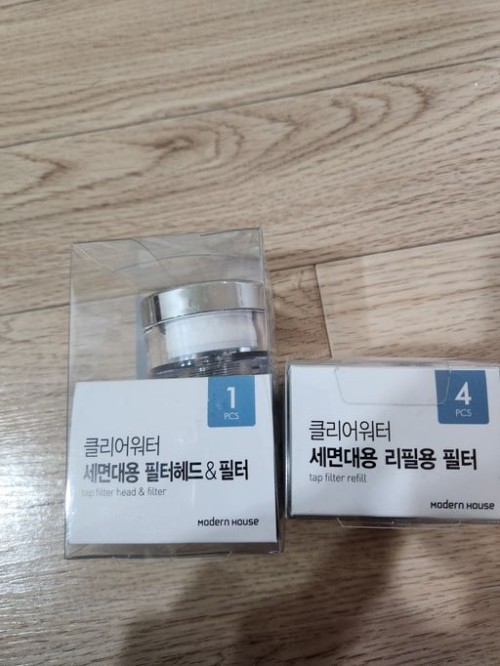 1
PCS
클리어워터
세면대용 필터헤드&필터
tap filter head & filter
MODERN HOUSE
4
PCS
클리어워터
세면대용 리필용 필터
tap filter refill
MODERN HOUSE